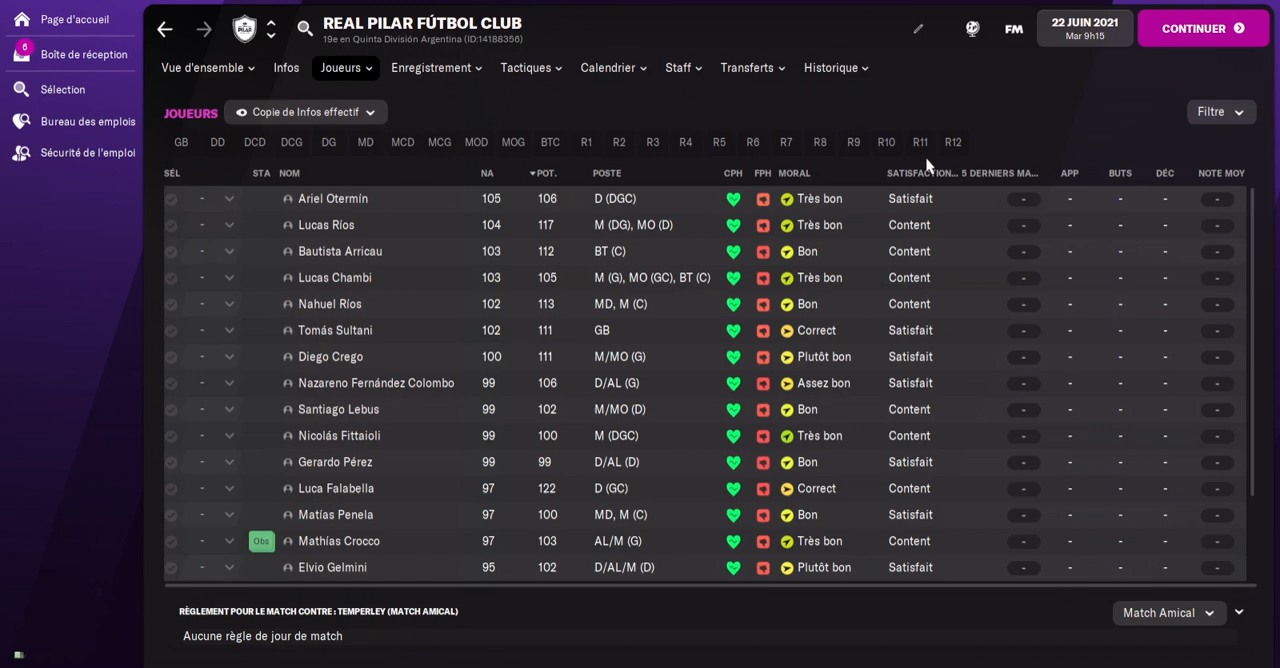 Page d'accueil
6
Boîte de réception
Sélection
Bureau des emplois
Sécurité de l'emploi
PILAR
REAL PILAR FÚTBOL CLUB
19e en Quinta División Argentina (ID:14188356)
FM
22 JUIN 2021
Mar 9h15
CONTINUER
Vue d'ensemble Infos Joueurs Enregistrement Tactiques Calendrier Staff Transferts Historique
JOUEURS Copie de Infos effectif Filtre
GB DD DCD DCG DG MD MCD MCG MOD MOG BTC R1 R2 R3 R4 R5 R6 R7 R8 R9 R10 R11 R12
SÉL STA NOM NA POT. POSTE CPH FPH MORAL SATISFACTION... 5 DERNIERS MA... APP BUTS DÉC NOTE MOY
- Ariel Otermín 105 106 D (DGC) Très bon Satisfait - - - - -
- Lucas Ríos 104 117 M (DG), MO (D) Très bon Content - - - - -
- Bautista Arricau 103 112 BT (C) Bon Content - - - - -
- Lucas Chambi 103 105 M (G), MO (GC), BT (C) Très bon Content - - - - -
- Nahuel Ríos 102 113 MD, M (C) Bon Content - - - - -
- Tomás Sultani 102 111 GB Correct Satisfait - - - - -
- Diego Crego 100 111 M/MO (G) Plutôt bon Satisfait - - - - -
- Nazareno Fernández Colombo 99 106 D/AL (G) Assez bon Satisfait - - - - -
- Santiago Lebus 99 102 M/MO (D) Bon Content - - - - -
- Nicolás Fittaioli 99 100 M (DGC) Très bon Content - - - - -
- Gerardo Pérez 99 99 D/AL (D) Bon Satisfait - - - - -
- Luca Falabella 97 122 D (GC) Correct Content - - - - -
- Matías Penela 97 100 MD, M (C) Bon Content - - - - -
- Obs Mathías Crocco 97 103 AL/M (G) Très bon Content - - - - -
- Elvio Gelmini 95 102 D/AL/M (D) Plutôt bon Satisfait - - - - -
RÈGLEMENT POUR LE MATCH CONTRE : TEMPERLEY (MATCH AMICAL) Match Amical
Aucune règle de jour de match